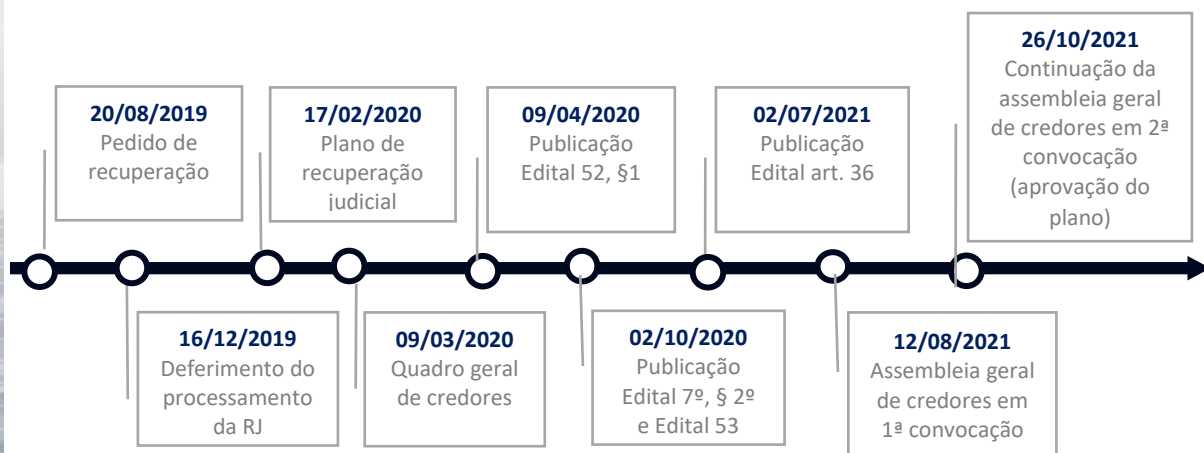 20/08/2019
Pedido de
recuperação
16/12/2019
Deferimento do
processamento
da RJ
17/02/2020
Plano de
recuperação
judicial
09/03/2020
Quadro geral
de credores
09/04/2020
Publicação
Edital 52, §1
02/10/2020
Publicação
Edital 7º, § 2º
e Edital 53
02/07/2021
Publicação
Edital art. 36
12/08/2021
Assembleia geral
de credores em
1ª convocação
26/10/2021
Continuação da
assembleia geral
de credores em 2ª
convocação
(aprovação do
plano)